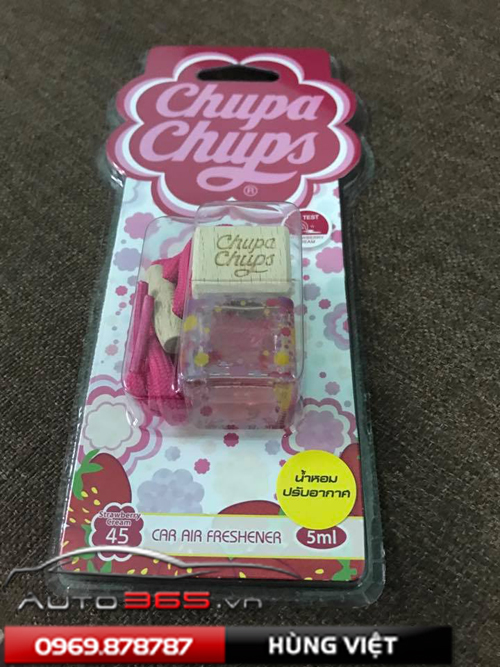 Chupa
Chups
®
TEST
Chupa
Chups
น้ำหอม
ปรับอากาศ
Strawberry
Cream
45
CAR AIR FRESHENER
5ml
AUTO365.vn
0969.878787
HÙNG VIỆT